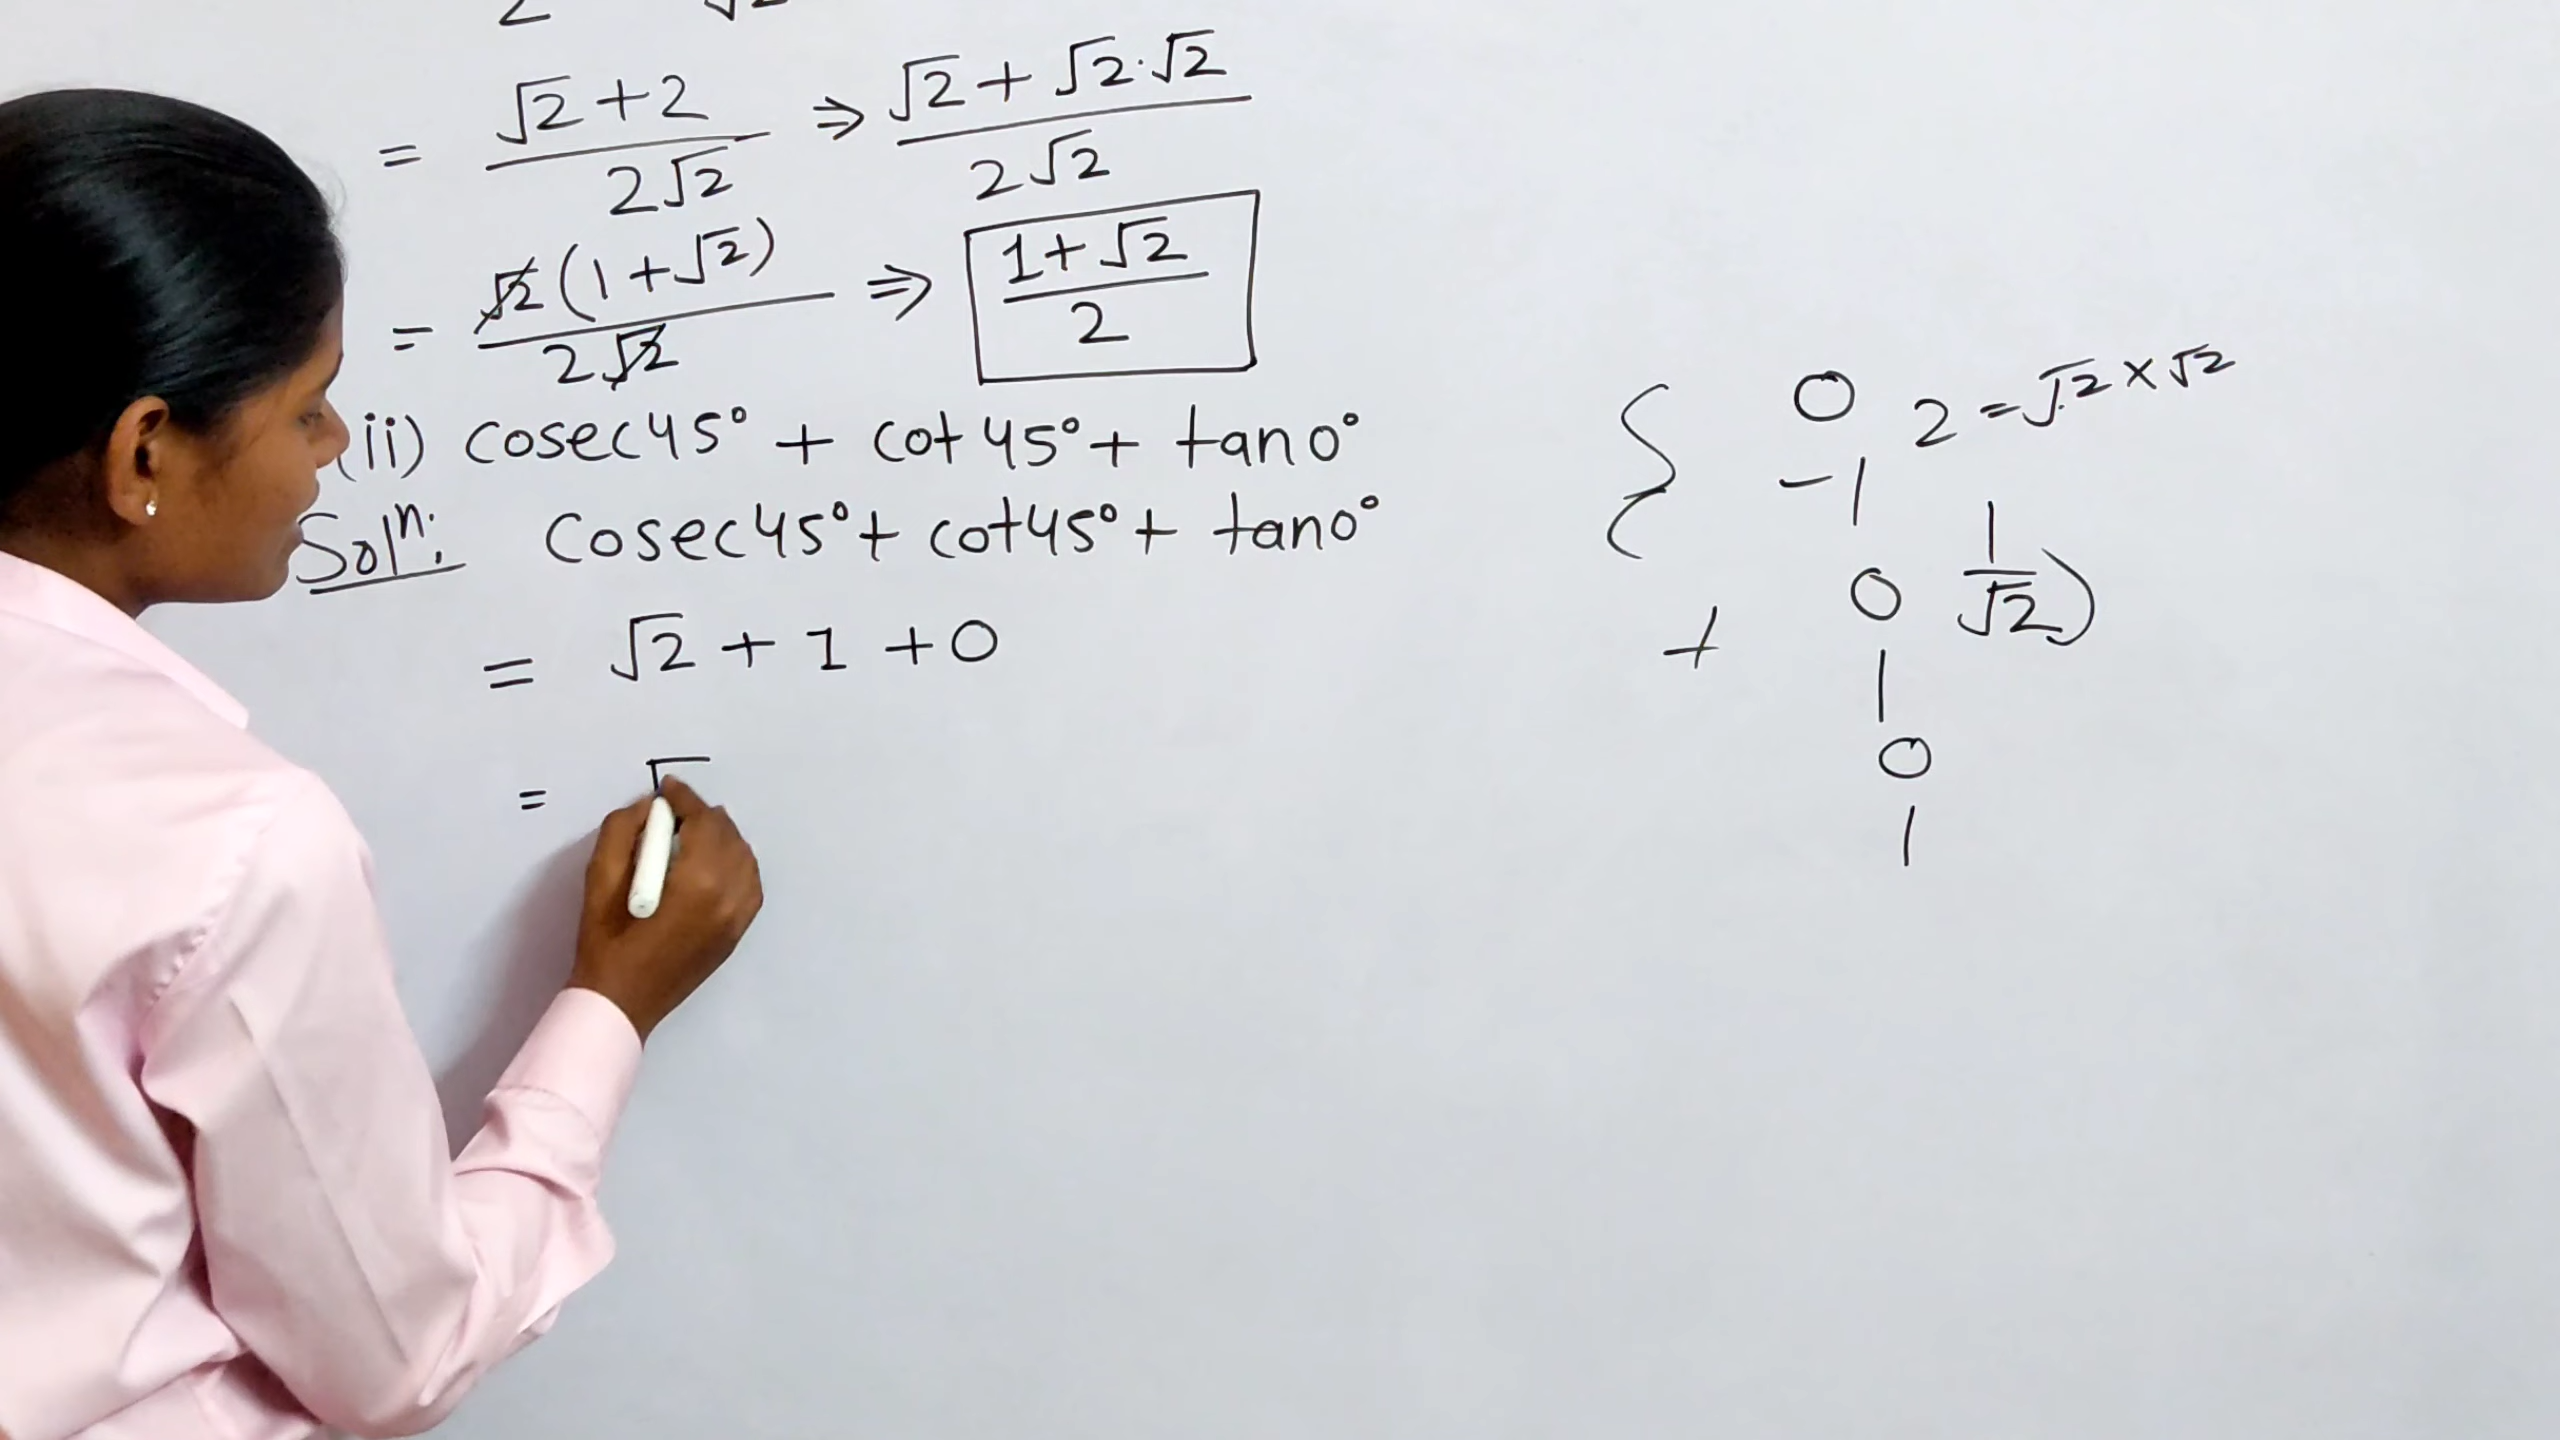 = √2 + 2 / 2√2 ⇒ √2 + √2·√2 / 2√2
= √2 (1 + √2) / 2√2 ⇒ 1 + √2 / 2
(ii) cosec45° + cot45° + tan0°
Solⁿ: cosec45° + cot45° + tan0°
= √2 + 1 + 0
= √
0
2 = √2 × √2
-1
0
1/√2)
+
1
0
1